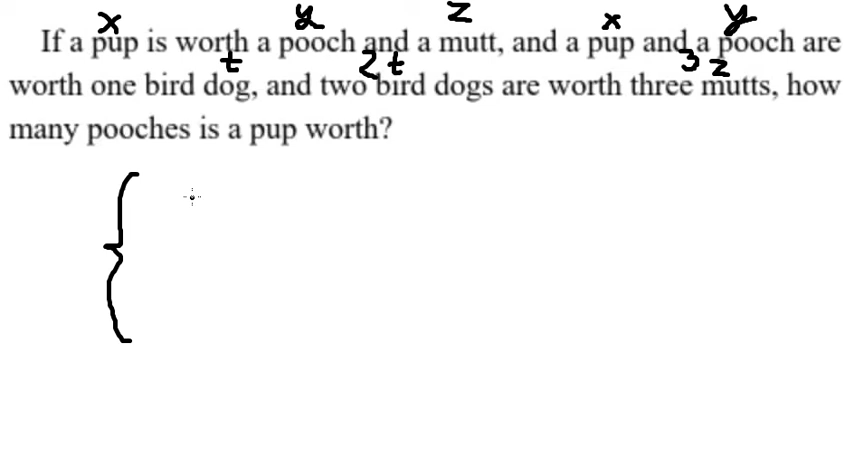 x y z x y
If a pup is worth a pooch and a mutt, and a pup and a pooch are
t 2t 3z
worth one bird dog, and two bird dogs are worth three mutts, how
many pooches is a pup worth?
{